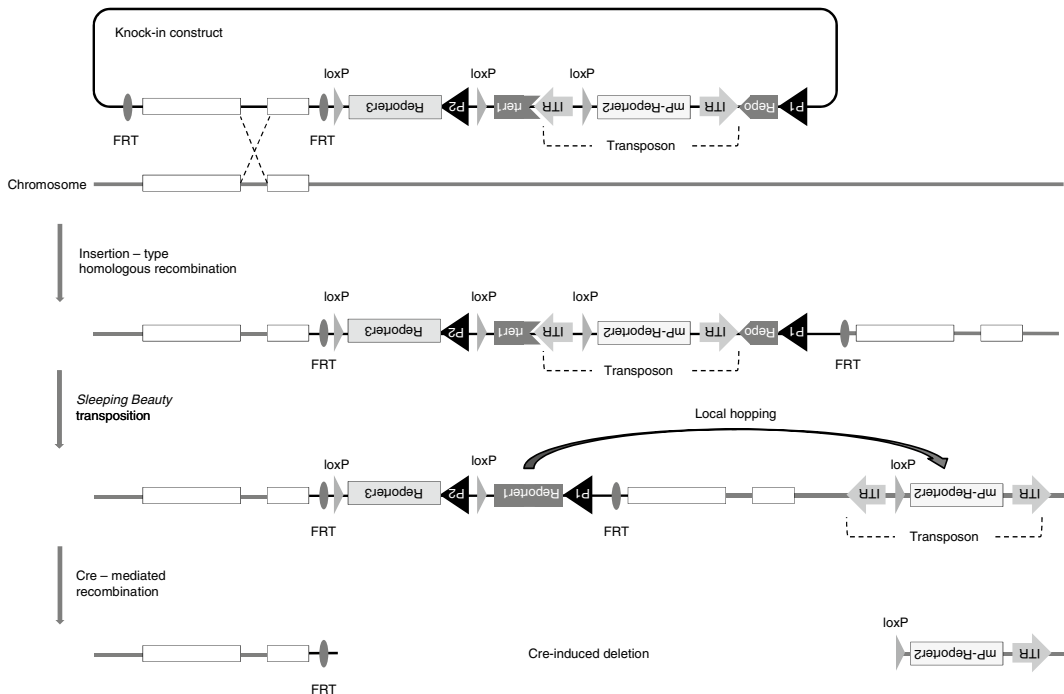 Knock-in construct
loxP loxP loxP
Reporter3 P2 rter1 ITR mP-Reporter2 ITR Repo P1
FRT FRT
Transposon
Chromosome
Insertion – type
homologous recombination
loxP loxP loxP
Reporter3 P2 rter1 ITR mP-Reporter2 ITR Repo P1
FRT FRT
Transposon
Sleeping Beauty
transposition
Local hopping
loxP loxP loxP
Reporter3 P2 Reporter1 P1 ITR mP-Reporter2 ITR
FRT FRT
Transposon
Cre – mediated
recombination
loxP
Cre-induced deletion
mP-Reporter2 ITR
FRT